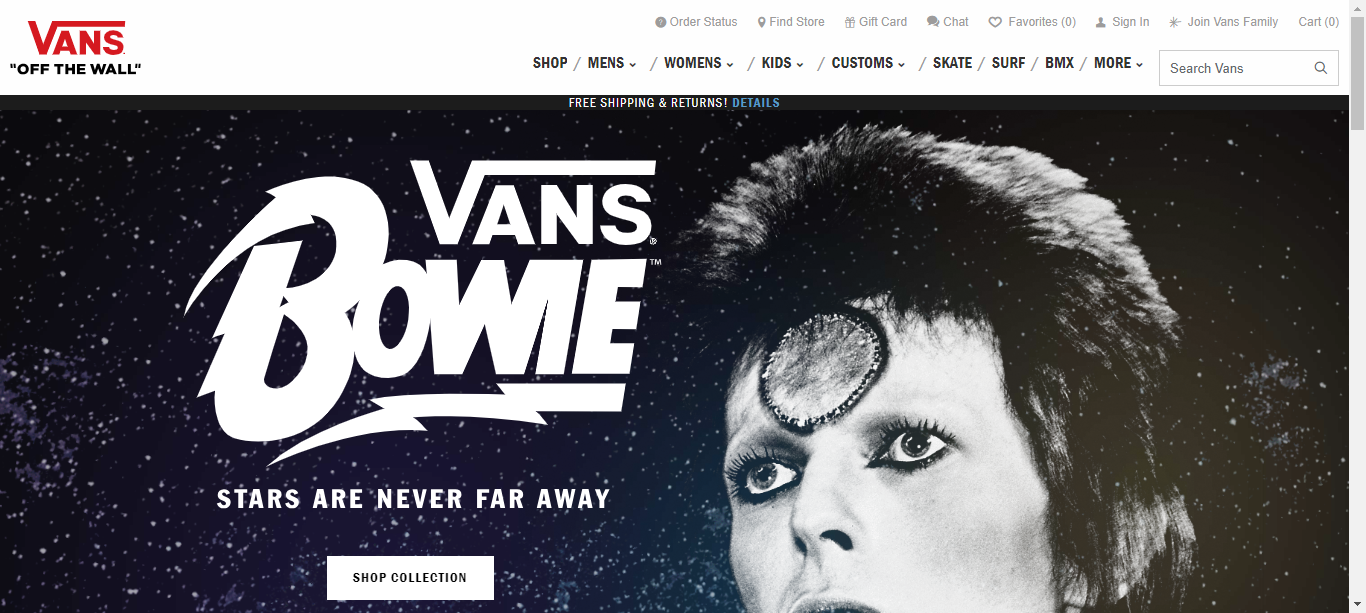 Order Status Find Store Gift Card Chat Favorites (0) Sign In Join Vans Family Cart (0)
VANS
"OFF THE WALL"
SHOP / MENS / WOMENS / KIDS / CUSTOMS / SKATE / SURF / BMX / MORE
Search Vans
FREE SHIPPING & RETURNS! DETAILS
VANS®
BOWIE™
STARS ARE NEVER FAR AWAY
SHOP COLLECTION